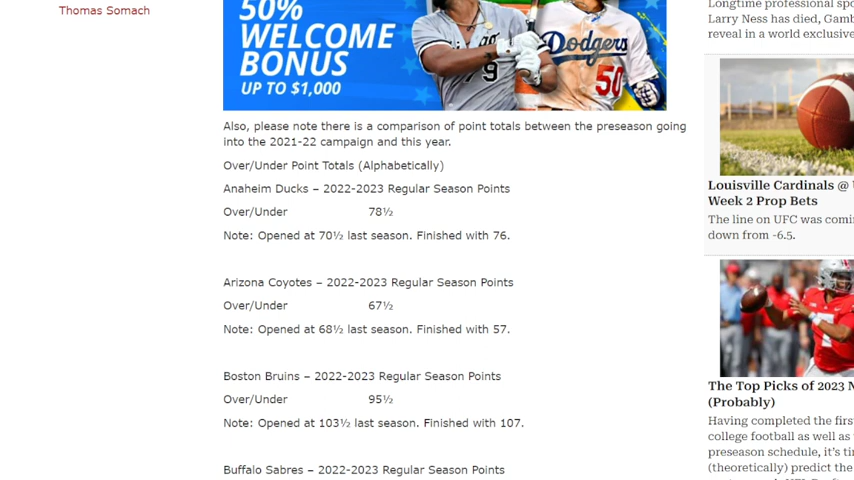 Thomas Somach
50%
WELCOME
BONUS
UP TO $1,000
Dodgers
9
50
Also, please note there is a comparison of point totals between the preseason going
into the 2021-22 campaign and this year.
Over/Under Point Totals (Alphabetically)
Anaheim Ducks – 2022-2023 Regular Season Points
Over/Under 78½
Note: Opened at 70½ last season. Finished with 76.
Arizona Coyotes – 2022-2023 Regular Season Points
Over/Under 67½
Note: Opened at 68½ last season. Finished with 57.
Boston Bruins – 2022-2023 Regular Season Points
Over/Under 95½
Note: Opened at 103½ last season. Finished with 107.
Buffalo Sabres – 2022-2023 Regular Season Points
Longtime professional spo
Larry Ness has died, Gamb
reveal in a world exclusive
Louisville Cardinals @
Week 2 Prop Bets
The line on UFC was comi
down from -6.5.
The Top Picks of 2023 N
(Probably)
Having completed the firs
college football as well as
preseason schedule, it's ti
(theoretically) predict the